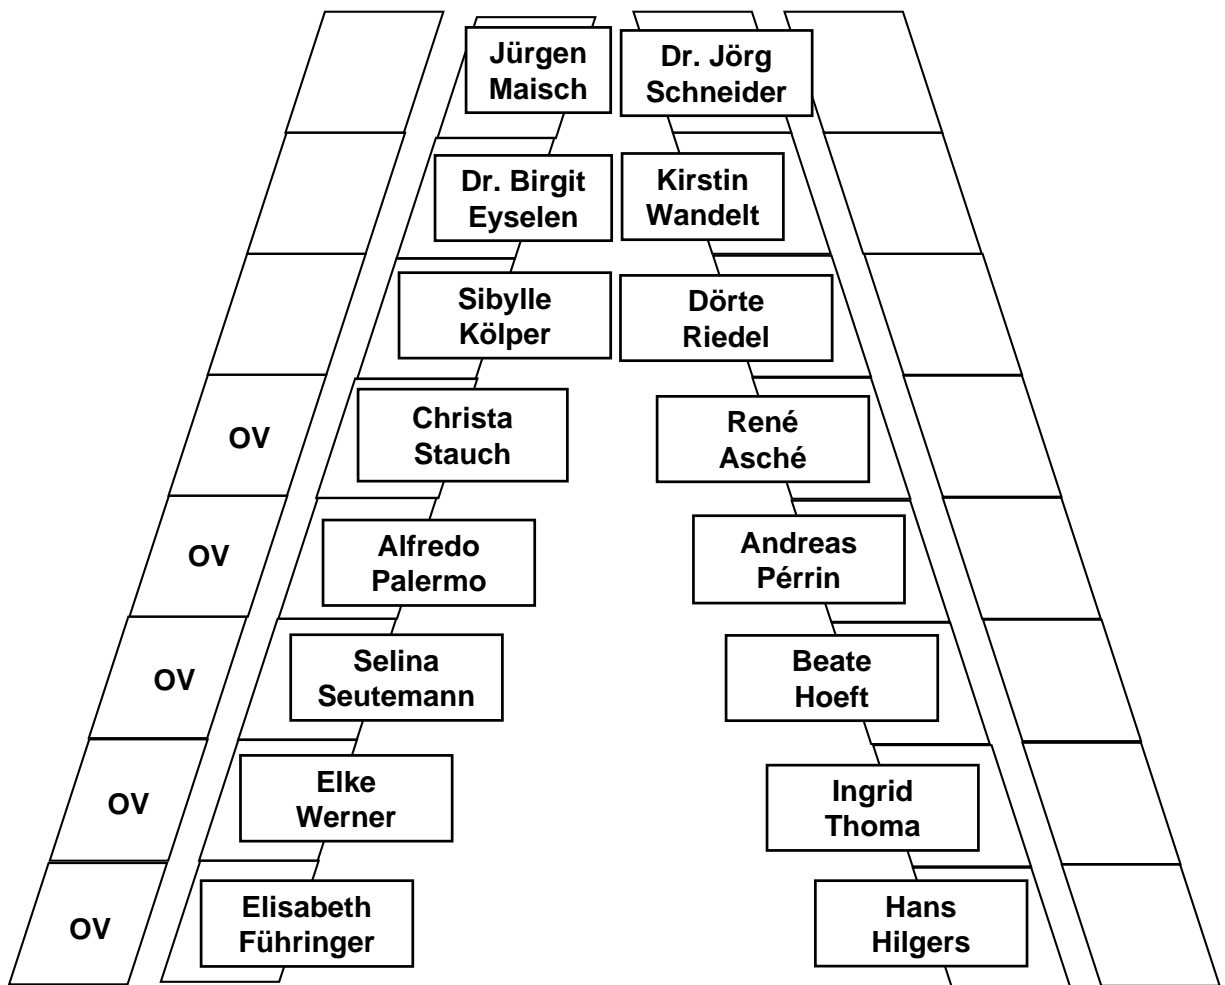 Jürgen
Maisch
Dr. Jörg
Schneider
Dr. Birgit
Eyselen
Kirstin
Wandelt
Sibylle
Kölper
Dörte
Riedel
OV
Christa
Stauch
René
Asché
OV
Alfredo
Palermo
Andreas
Pérrin
OV
Selina
Seutemann
Beate
Hoeft
OV
Elke
Werner
Ingrid
Thoma
OV
Elisabeth
Führinger
Hans
Hilgers